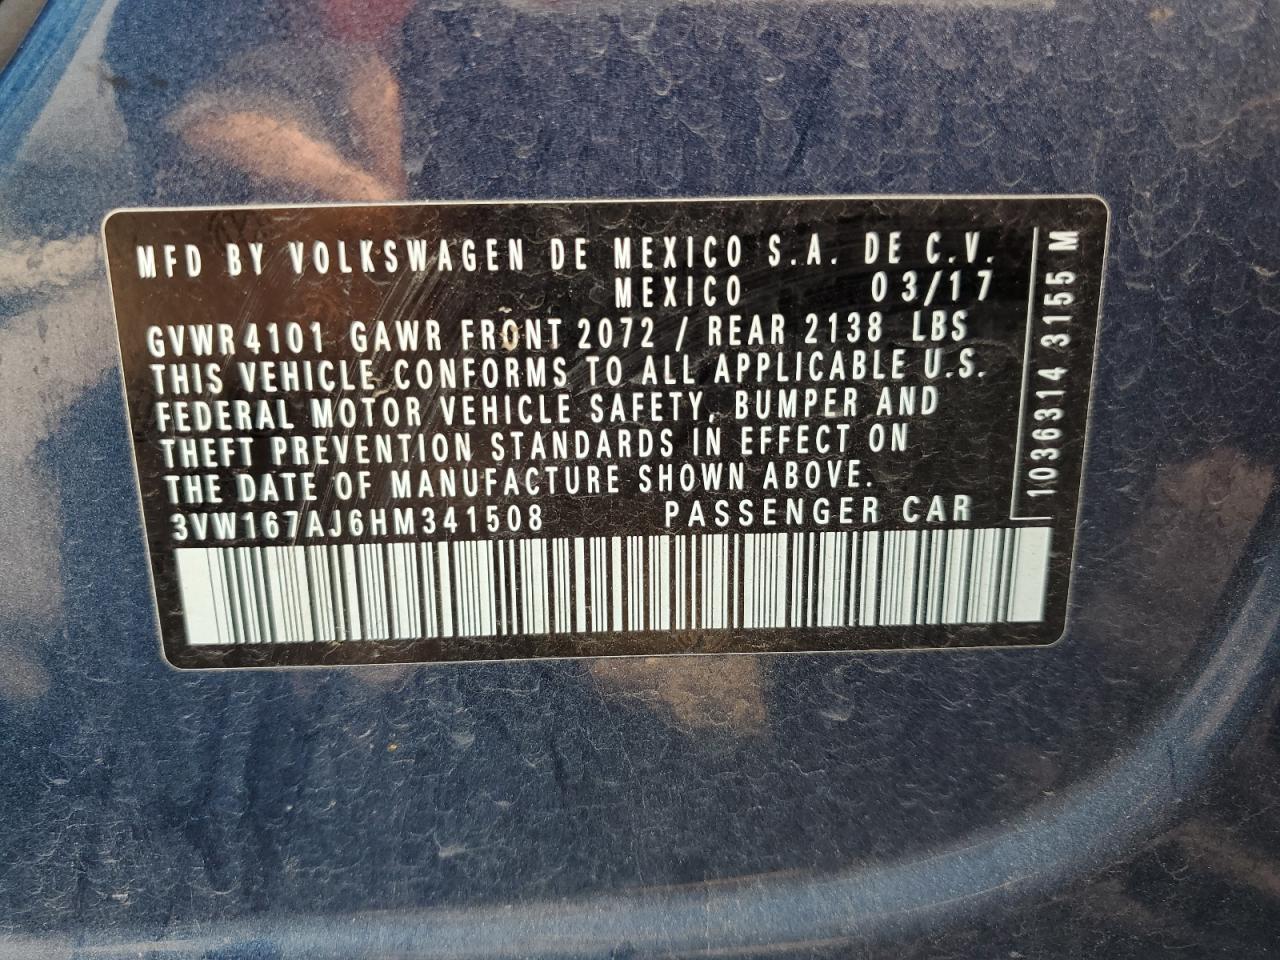 MFD BY VOLKSWAGEN DE MEXICO S.A. DE C.V.
MEXICO 03/17
GVWR 4101 GAWR FRONT 2072 / REAR 2138 LBS
THIS VEHICLE CONFORMS TO ALL APPLICABLE U.S.
FEDERAL MOTOR VEHICLE SAFETY, BUMPER AND
THEFT PREVENTION STANDARDS IN EFFECT ON
THE DATE OF MANUFACTURE SHOWN ABOVE.
3VW167AJ6HM341508 PASSENGER CAR
1036314 3155 M